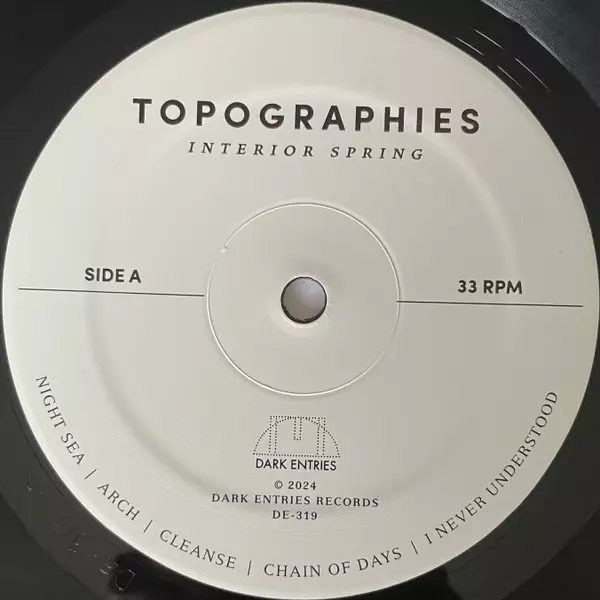 TOPOGRAPHIES
INTERIOR SPRING
SIDE A
33 RPM
DARK ENTRIES
© 2024
DARK ENTRIES RECORDS
DE-319
NIGHT SEA | ARCH | CLEANSE | CHAIN OF DAYS | I NEVER UNDERSTOOD